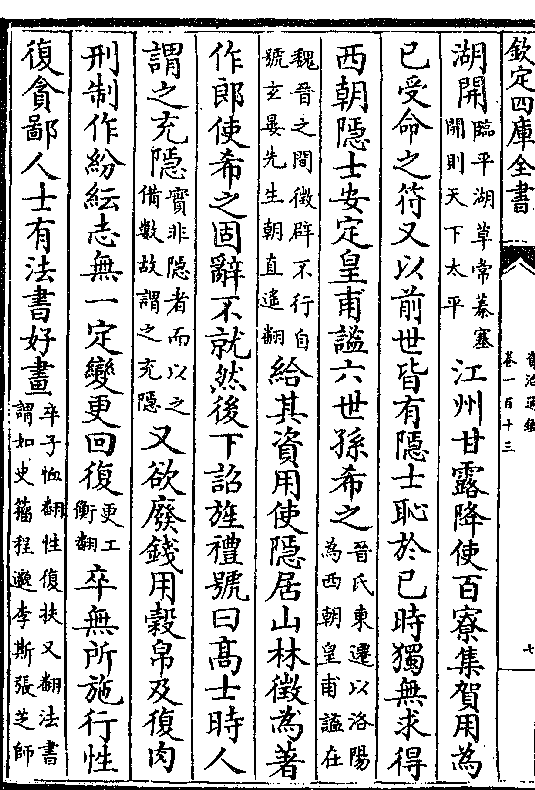 欽定四庫全書
資治通鑑
卷一百十三
七
湖開臨平湖草常蓁塞開則天下太平江州甘露降使百寮集賀用為
已受命之符又以前世皆有隱士恥於已時獨無求得
西朝隱士安定皇甫謐六世孫希之晉氏東遷以洛陽為西朝皇甫謐在
魏晉之間徵辟不行自號玄晏先生朝直遙翻給其資用使隱居山林徵為著
作郎使希之固辭不就然後下詔旌禮號曰高士時人
謂之充隱實非隱者而以之備數故謂之充隱又欲廢錢用穀帛及復肉
刑制作紛紜志無一定變更回復更工衡翻卒無所施行性
復貪鄙人士有法書好畫卒子恤翻性復扶又翻法書謂如史籀程邈李斯張芝師